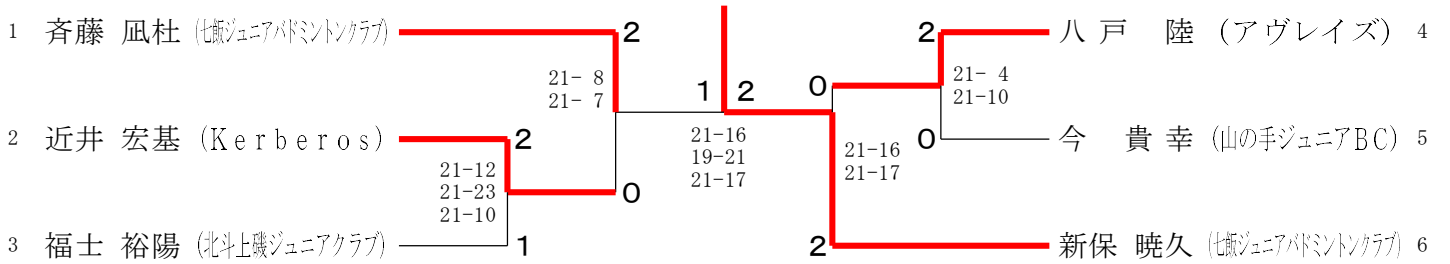 1 斉藤 凪杜 (七飯ジュニアバドミントンクラブ) 2
21- 8
21- 7
2 近井 宏基 (Kerberos) 2
21-12
21-23
21-10
0
3 福士 裕陽 (北斗上磯ジュニアクラブ) 1
1 2
21-16
19-21
21-17
2 八戸 陸 (アヴレイズ) 4
0
21- 4
21-10
0 今 貴幸 (山の手ジュニアBC) 5
21-16
21-17
2 新保 暁久 (七飯ジュニアバドミントンクラブ) 6